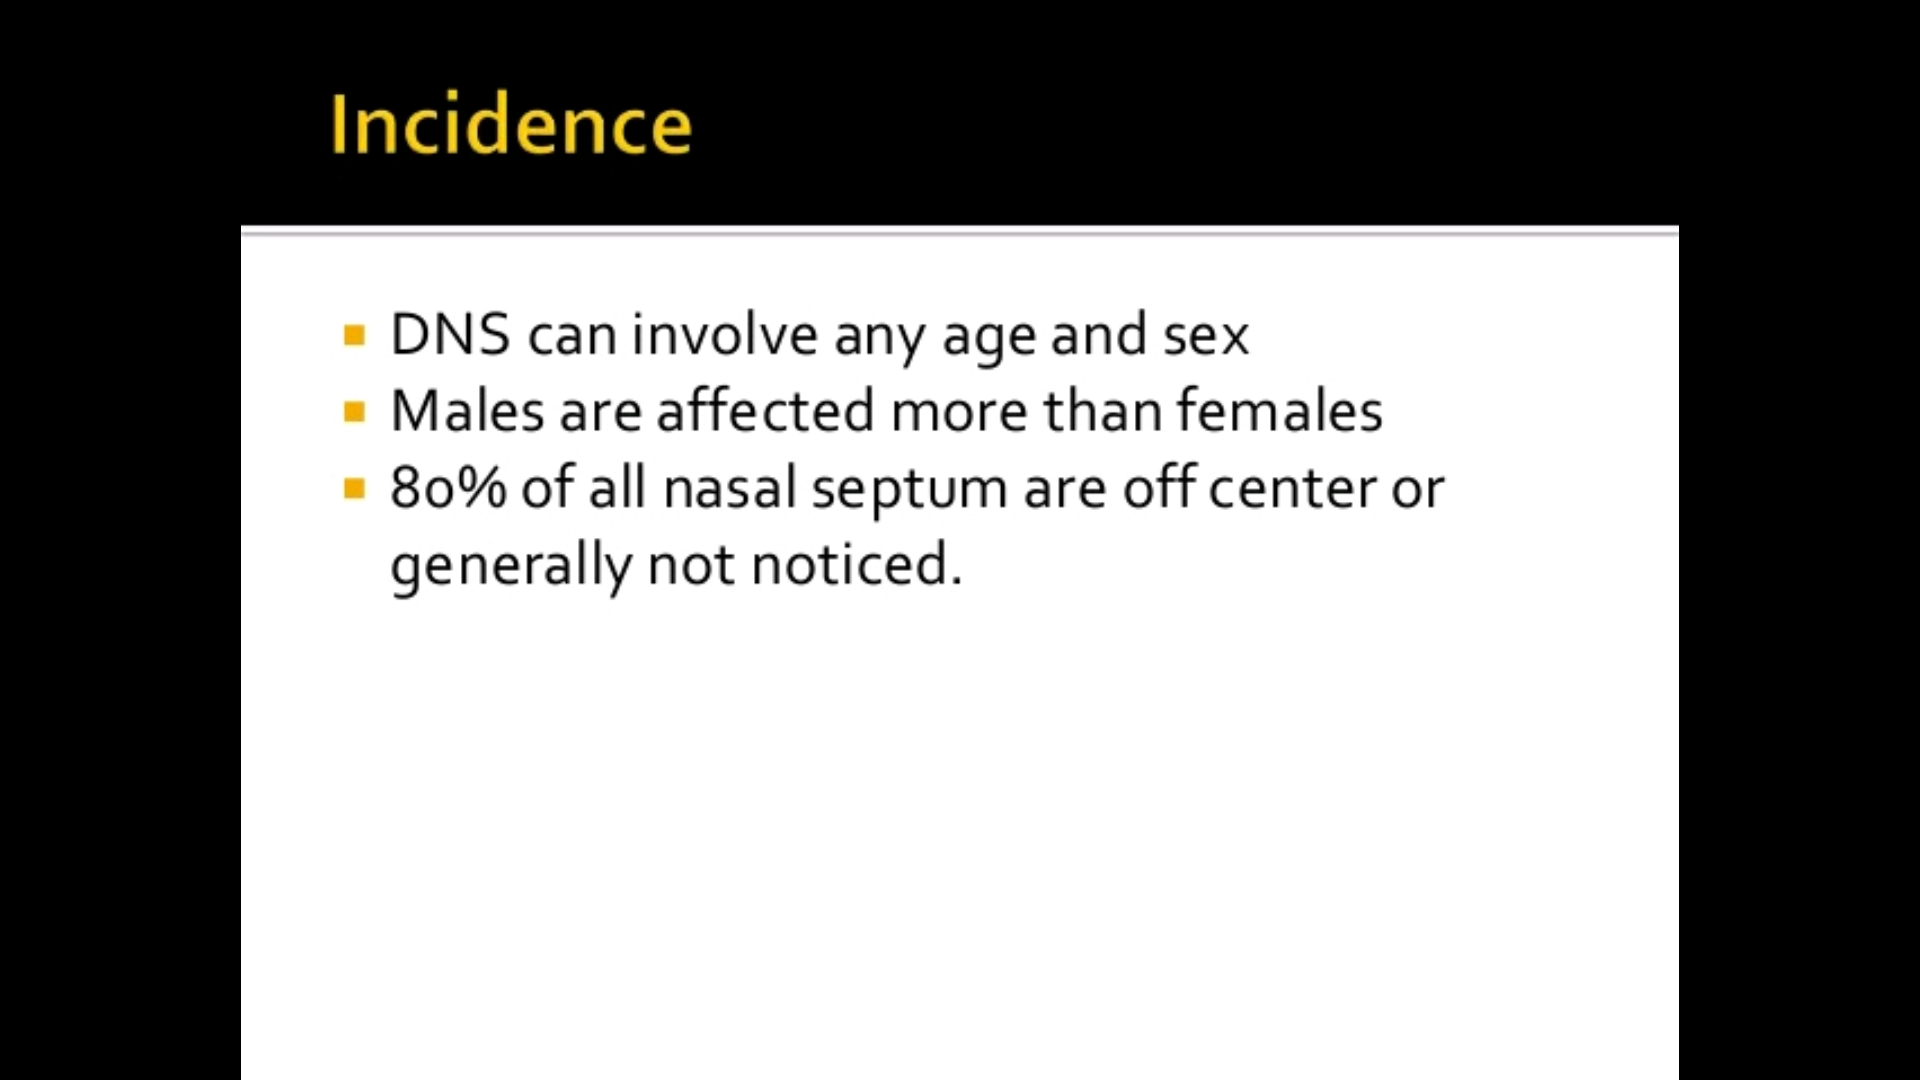 Incidence
DNS can involve any age and sex
Males are affected more than females
80% of all nasal septum are off center or
generally not noticed.